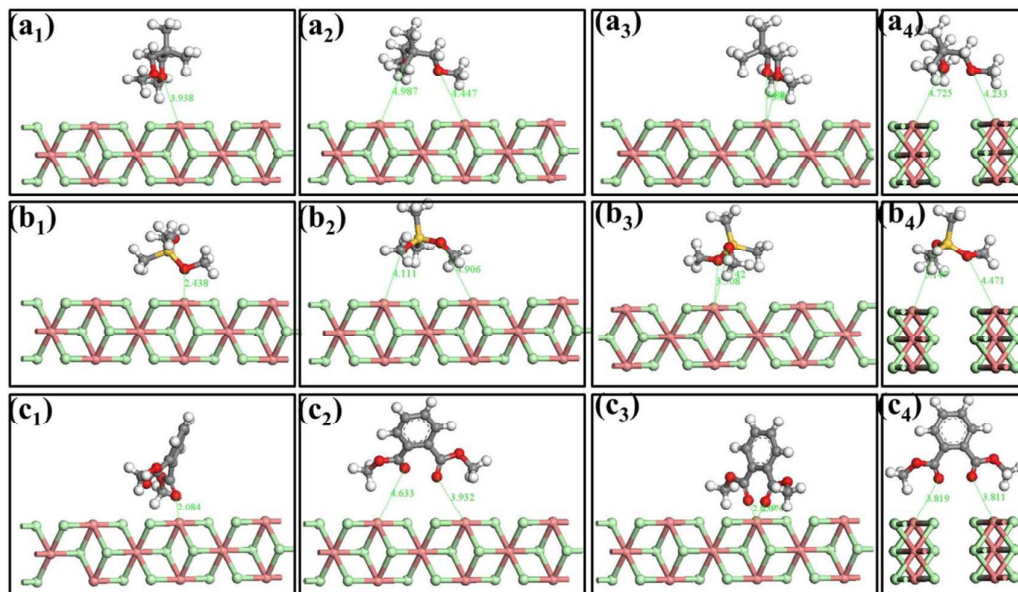 (a1)
3.938
(a2)
4.987
4.447
(a3)
(a4)
4.725
4.233
(b1)
2.438
(b2)
4.111
4.906
(b3)
(b4)
4.471
(c1)
2.084
(c2)
4.633
3.932
(c3)
(c4)
3.819
3.811